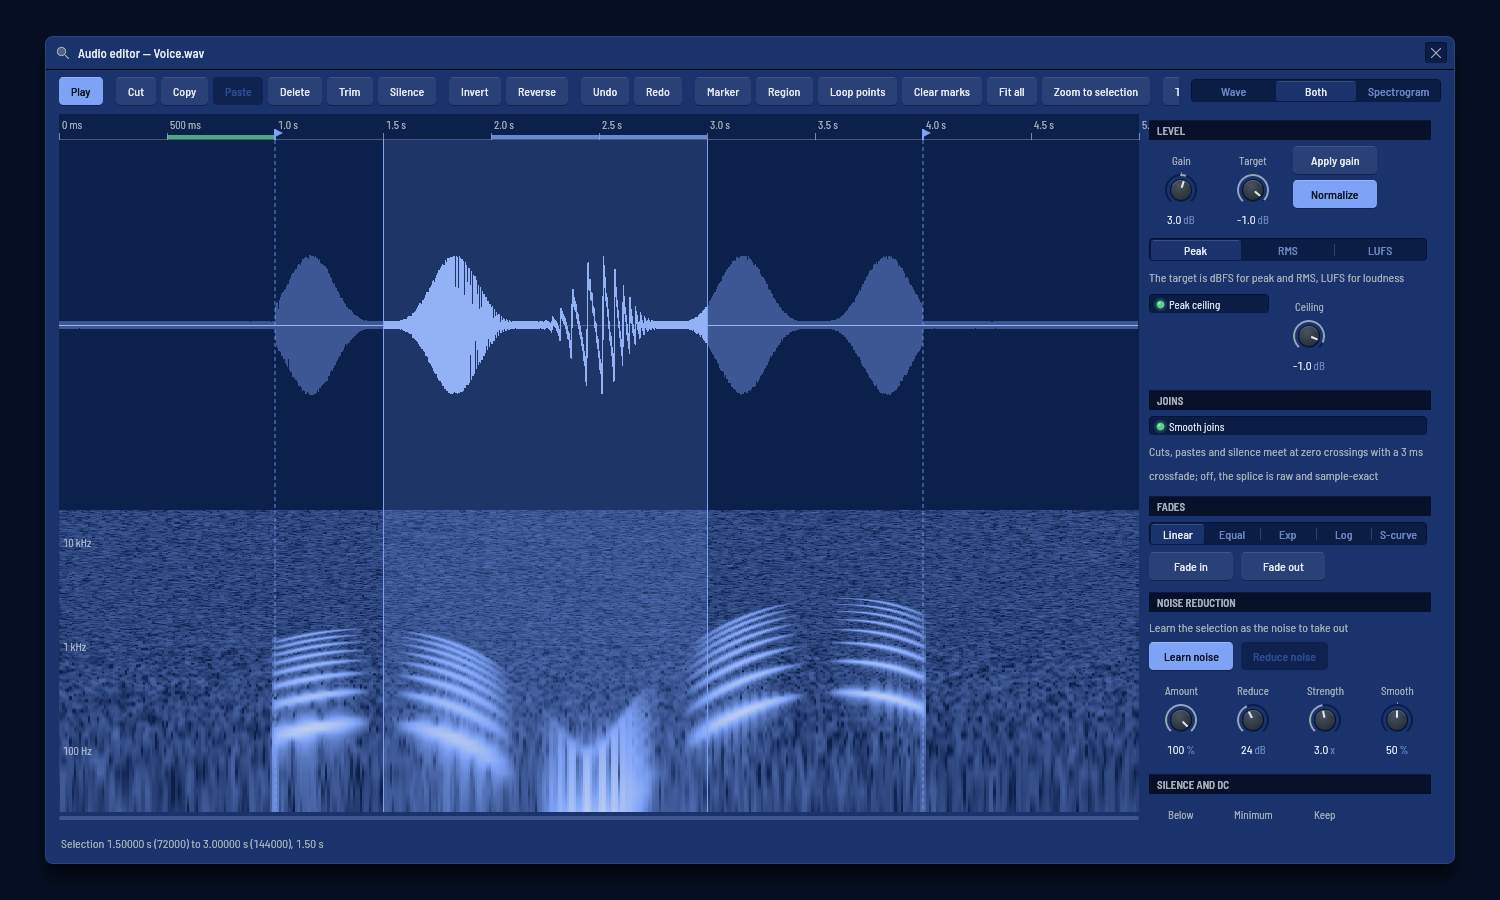 Audio editor — Voice.wav
Play Cut Copy Paste Delete Trim Silence Invert Reverse Undo Redo Marker Region Loop points Clear marks Fit all Zoom to selection Wave Both Spectrogram
0 ms 500 ms 1.0 s 1.5 s 2.0 s 2.5 s 3.0 s 3.5 s 4.0 s 4.5 s 5.
LEVEL
Gain Target Apply gain
Normalize
3.0 dB -1.0 dB
Peak RMS LUFS
The target is dBFS for peak and RMS, LUFS for loudness
Peak ceiling Ceiling
-1.0 dB
JOINS
Smooth joins
Cuts, pastes and silence meet at zero crossings with a 3 ms
crossfade; off, the splice is raw and sample-exact
FADES
Linear Equal Exp Log S-curve
Fade in Fade out
NOISE REDUCTION
Learn the selection as the noise to take out
Learn noise Reduce noise
Amount Reduce Strength Smooth
100 % 24 dB 3.0 x 50 %
SILENCE AND DC
Below Minimum Keep
10 kHz
1 kHz
100 Hz
Selection 1.50000 s (72000) to 3.00000 s (144000), 1.50 s